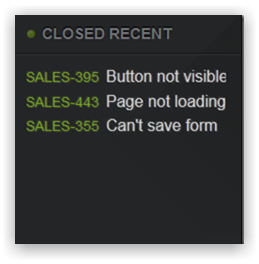 CLOSED RECENT
SALES-395 Button not visible
SALES-443 Page not loading
SALES-355 Can't save form